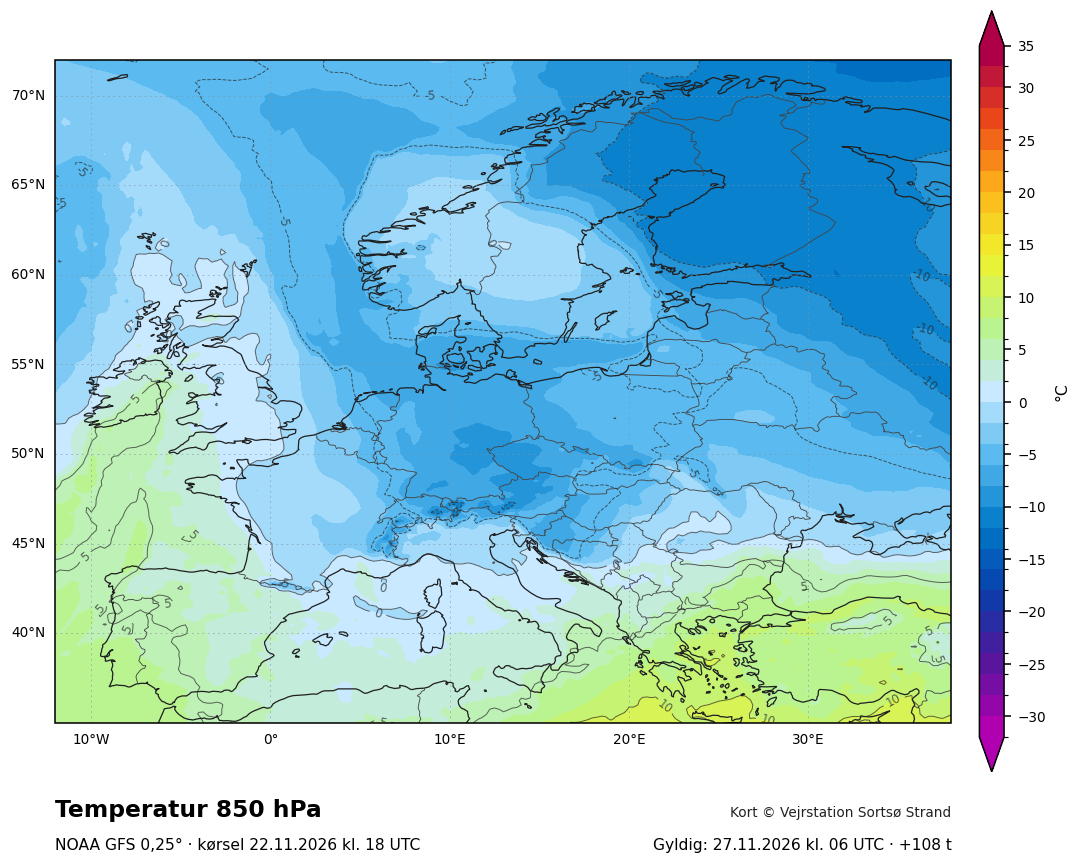 70°N
65°N
60°N
55°N
50°N
45°N
40°N
10°W
0°
10°E
20°E
30°E
35
30
25
20
15
10
5
0
−5
−10
−15
−20
−25
−30
°C
Temperatur 850 hPa
Kort © Vejrstation Sortsø Strand
NOAA GFS 0,25° · kørsel 22.11.2026 kl. 18 UTC
Gyldig: 27.11.2026 kl. 06 UTC · +108 t